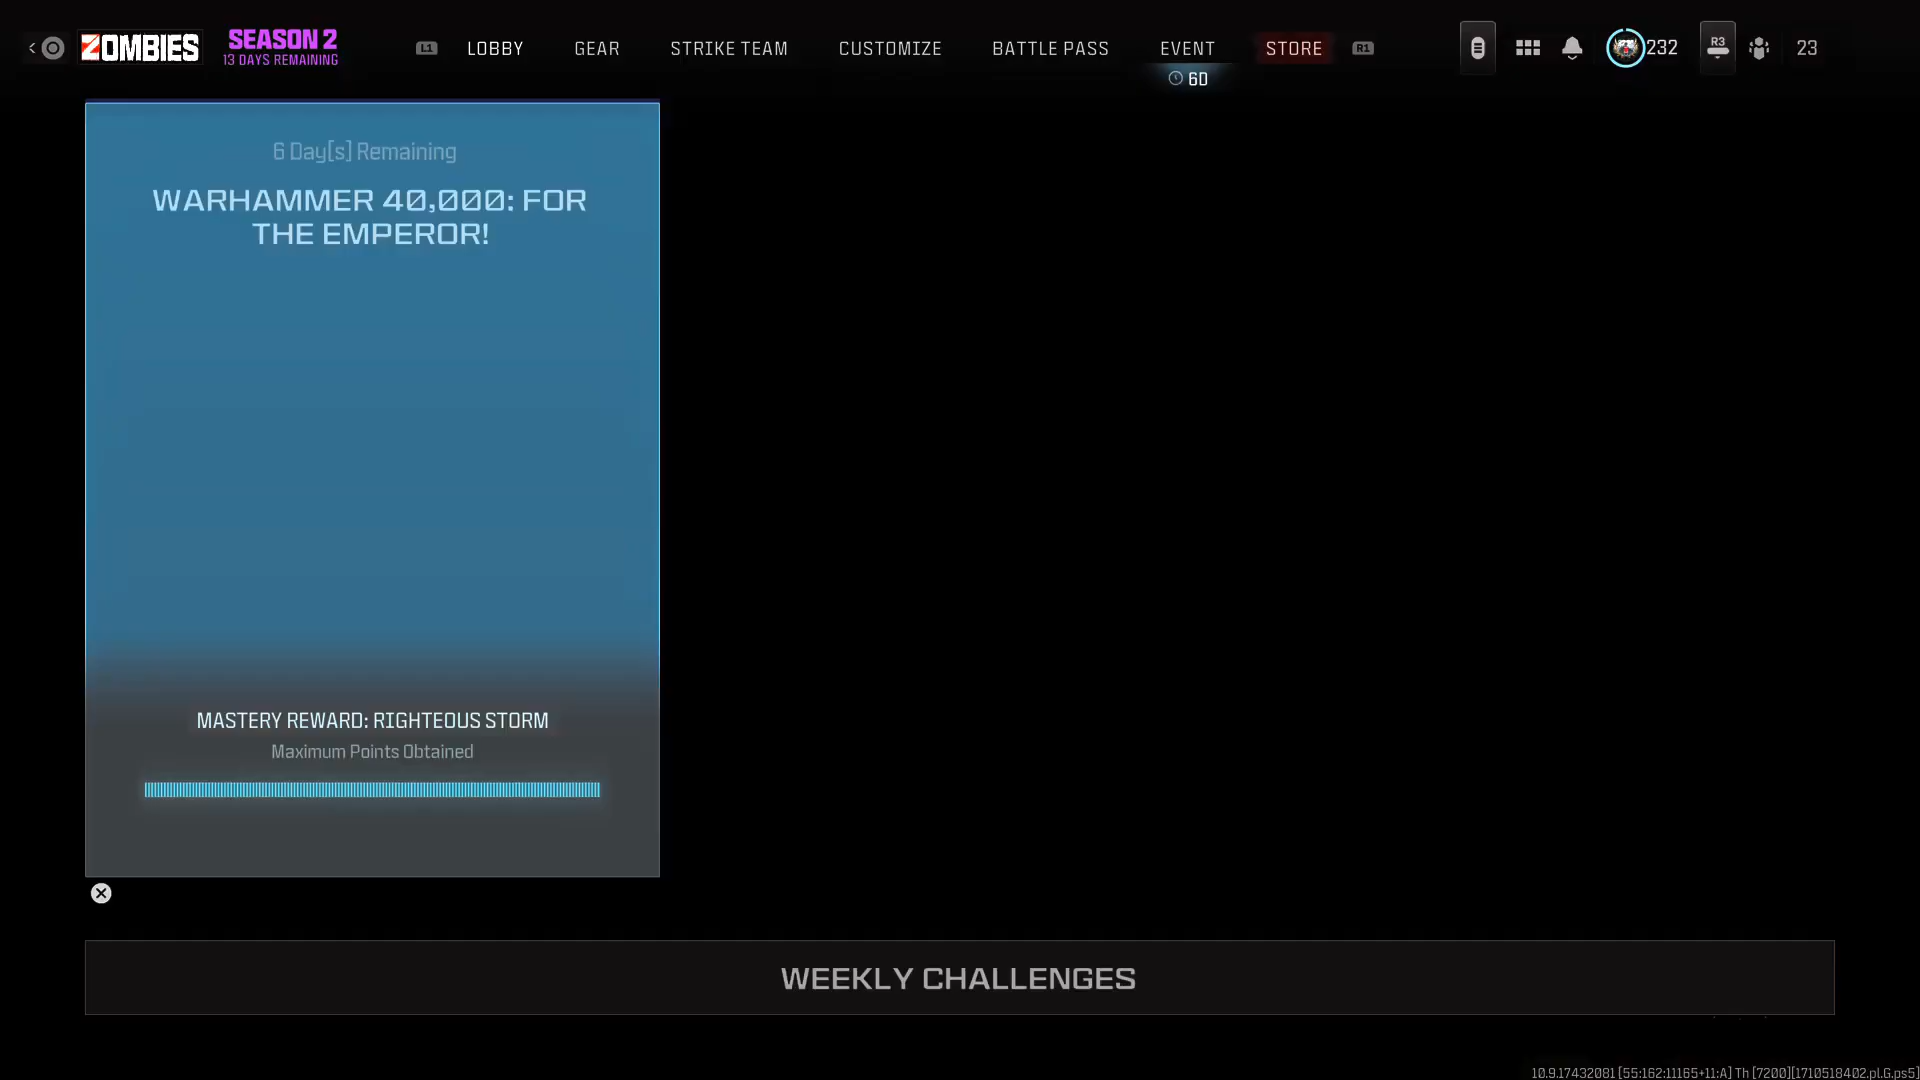 ZOMBIES
SEASON 2
13 DAYS REMAINING
L1
LOBBY
GEAR
STRIKE TEAM
CUSTOMIZE
BATTLE PASS
EVENT
6D
STORE
R1
232
R3
23
6 Day[s] Remaining
WARHAMMER 40,000: FOR
THE EMPEROR!
MASTERY REWARD: RIGHTEOUS STORM
Maximum Points Obtained
WEEKLY CHALLENGES
10.9.17432081 [55:162:11165+11:A] Th [7200][1710518402.pl.G.ps5]